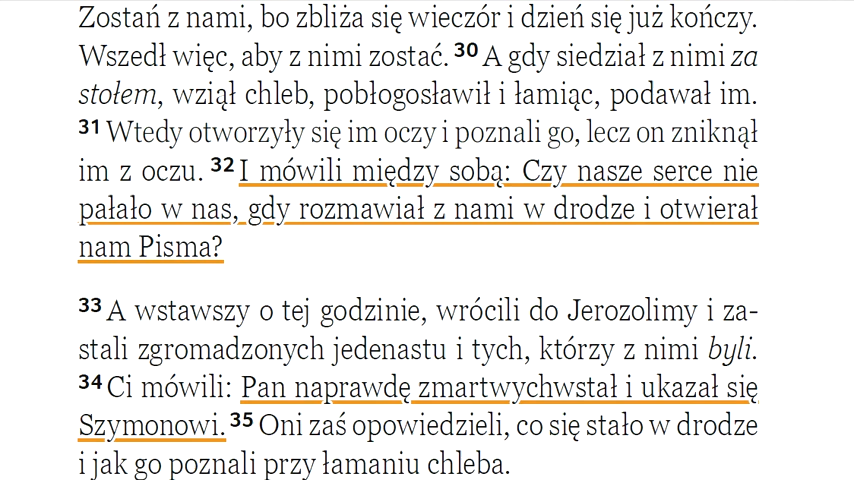 Zostań z nami, bo zbliża się wieczór i dzień się już kończy.
Wszedł więc, aby z nimi zostać. 30 A gdy siedział z nimi za
stołem, wziął chleb, pobłogosławił i łamiąc, podawał im.
31 Wtedy otworzyły się im oczy i poznali go, lecz on zniknął
im z oczu. 32 I mówili między sobą: Czy nasze serce nie
pałało w nas, gdy rozmawiał z nami w drodze i otwierał
nam Pisma?
33 A wstawszy o tej godzinie, wrócili do Jerozolimy i za-
stali zgromadzonych jedenastu i tych, którzy z nimi byli.
34 Ci mówili: Pan naprawdę zmartwychwstał i ukazał się
Szymonowi. 35 Oni zaś opowiedzieli, co się stało w drodze
i jak go poznali przy łamaniu chleba.